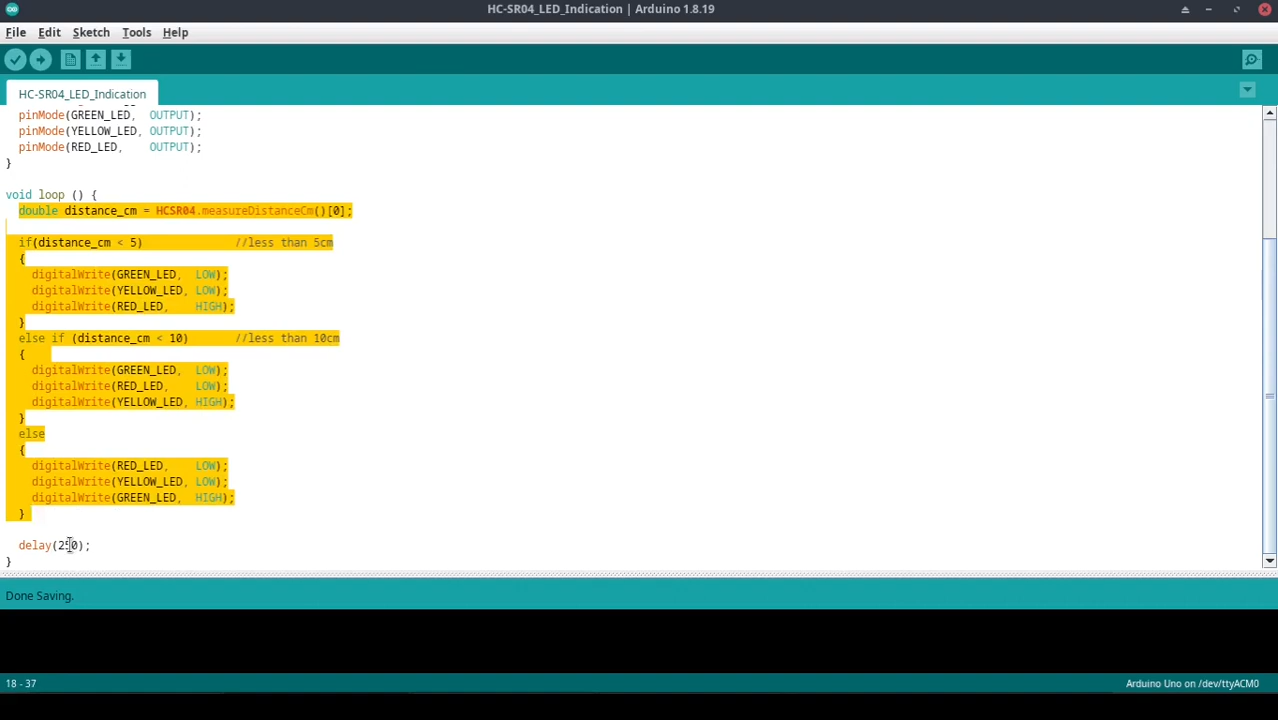 HC-SR04_LED_Indication | Arduino 1.8.19
File Edit Sketch Tools Help
HC-SR04_LED_Indication
pinMode(GREEN_LED,  OUTPUT);
pinMode(YELLOW_LED, OUTPUT);
pinMode(RED_LED,    OUTPUT);
}
void loop () {
double distance_cm = HCSR04.measureDistanceCm()[0];
if(distance_cm < 5)              //less than 5cm
{
digitalWrite(GREEN_LED,  LOW);
digitalWrite(YELLOW_LED, LOW);
digitalWrite(RED_LED,    HIGH);
}
else if (distance_cm < 10)       //less than 10cm
{
digitalWrite(GREEN_LED,  LOW);
digitalWrite(RED_LED,    LOW);
digitalWrite(YELLOW_LED, HIGH);
}
else
{
digitalWrite(RED_LED,    LOW);
digitalWrite(YELLOW_LED, LOW);
digitalWrite(GREEN_LED,  HIGH);
}
delay(250);
}
Done Saving.
18 - 37
Arduino Uno on /dev/ttyACM0